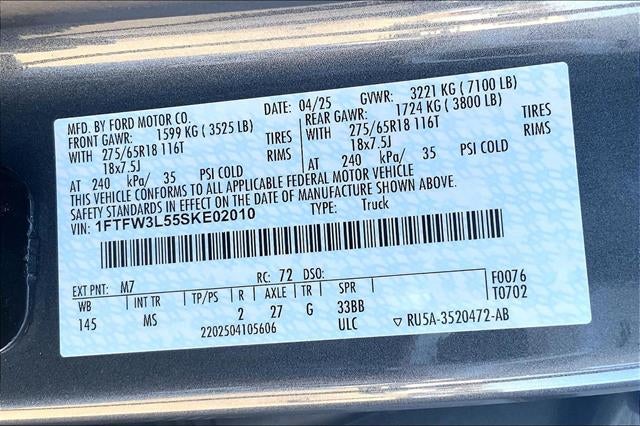 MFD. BY FORD MOTOR CO. DATE: 04/25 GVWR: 3221 KG ( 7100 LB)
FRONT GAWR: 1599 KG ( 3525 LB) REAR GAWR: 1724 KG ( 3800 LB)
WITH 275/65R18 116T TIRES WITH 275/65R18 116T TIRES
18x7.5J RIMS 18x7.5J RIMS
AT 240 kPa/ 35 PSI COLD AT 240 kPa/ 35 PSI COLD
THIS VEHICLE CONFORMS TO ALL APPLICABLE FEDERAL MOTOR VEHICLE
SAFETY STANDARDS IN EFFECT ON THE DATE OF MANUFACTURE SHOWN ABOVE.
VIN: 1FTFW3L55SKE02010 TYPE: Truck
EXT PNT: M7 RC: 72 DSO:
WB INT TR TP/PS R AXLE TR SPR F0076
145 MS 2 27 G 33BB T0702
2202504105606 ULC ▽ RU5A-3520472-AB